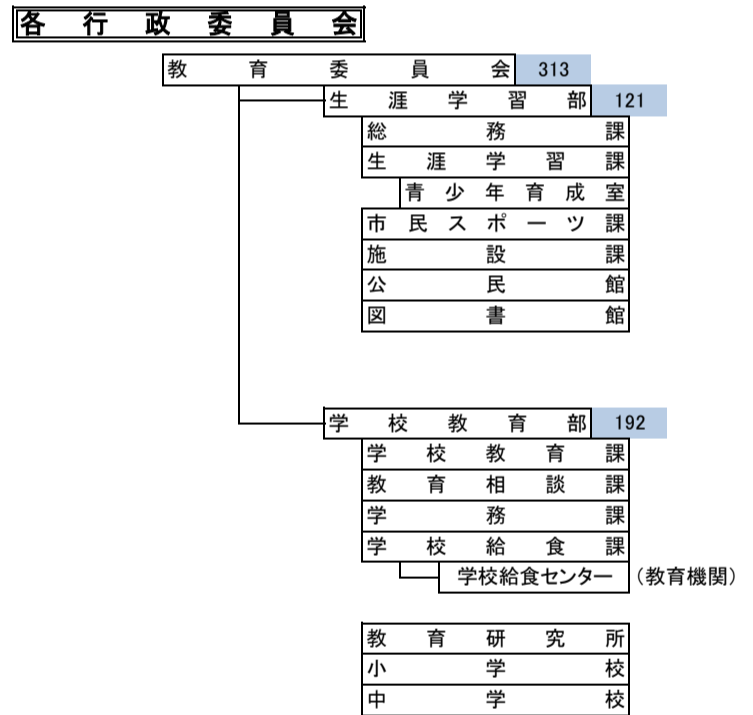 各行政委員会
教育委員会 313
生涯学習部 121
総務課
生涯学習課
青少年育成室
市民スポーツ課
施設課
公民館
図書館
学校教育部 192
学校教育課
教育相談課
学務課
学校給食課
学校給食センター (教育機関)
教育研究所
小学校
中学校